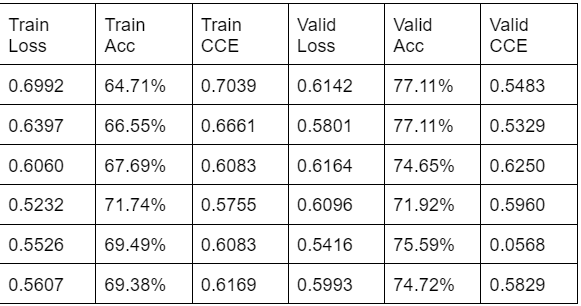 Train Loss Train Acc Train CCE Valid Loss Valid Acc Valid CCE
0.6992 64.71% 0.7039 0.6142 77.11% 0.5483
0.6397 66.55% 0.6661 0.5801 77.11% 0.5329
0.6060 67.69% 0.6083 0.6164 74.65% 0.6250
0.5232 71.74% 0.5755 0.6096 71.92% 0.5960
0.5526 69.49% 0.6083 0.5416 75.59% 0.0568
0.5607 69.38% 0.6169 0.5993 74.72% 0.5829